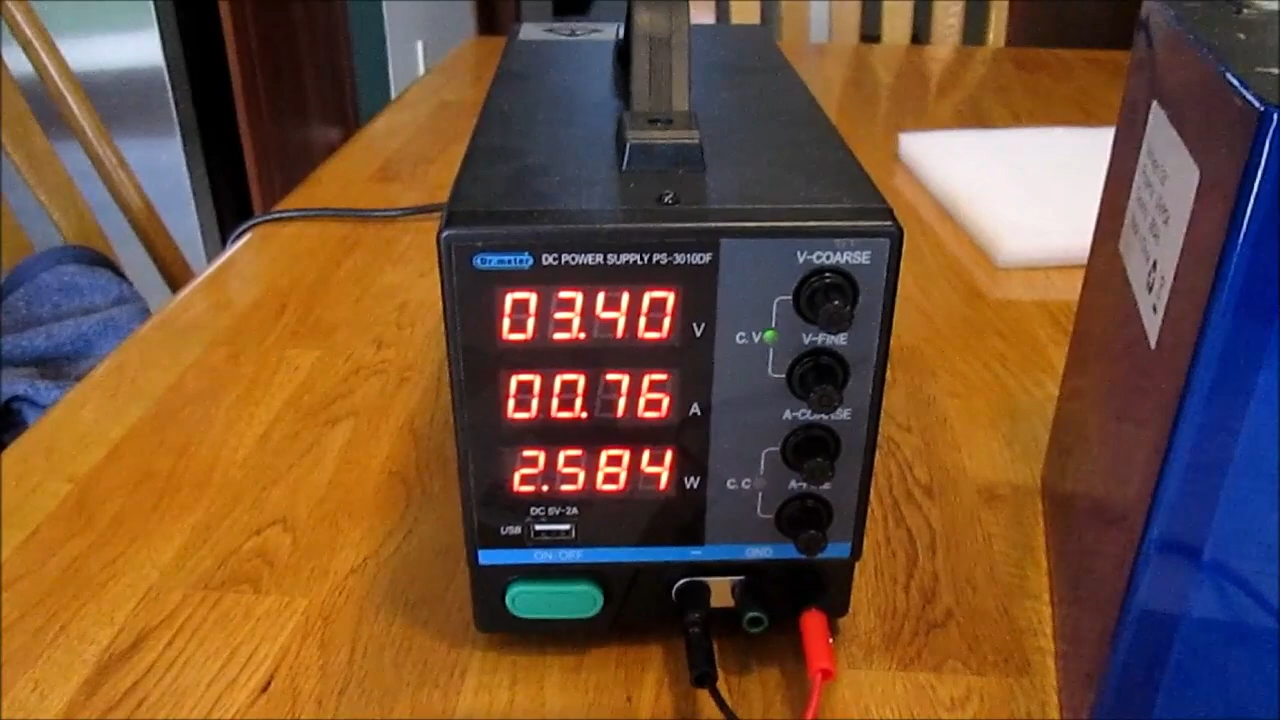 Dr.meter DC POWER SUPPLY PS-3010DF
V-COARSE
03.40 V
C.V
V-FINE
00.76 A
A-COARSE
2.584 W
C.C
DC 5V-2A
USB
ON/OFF
− GND